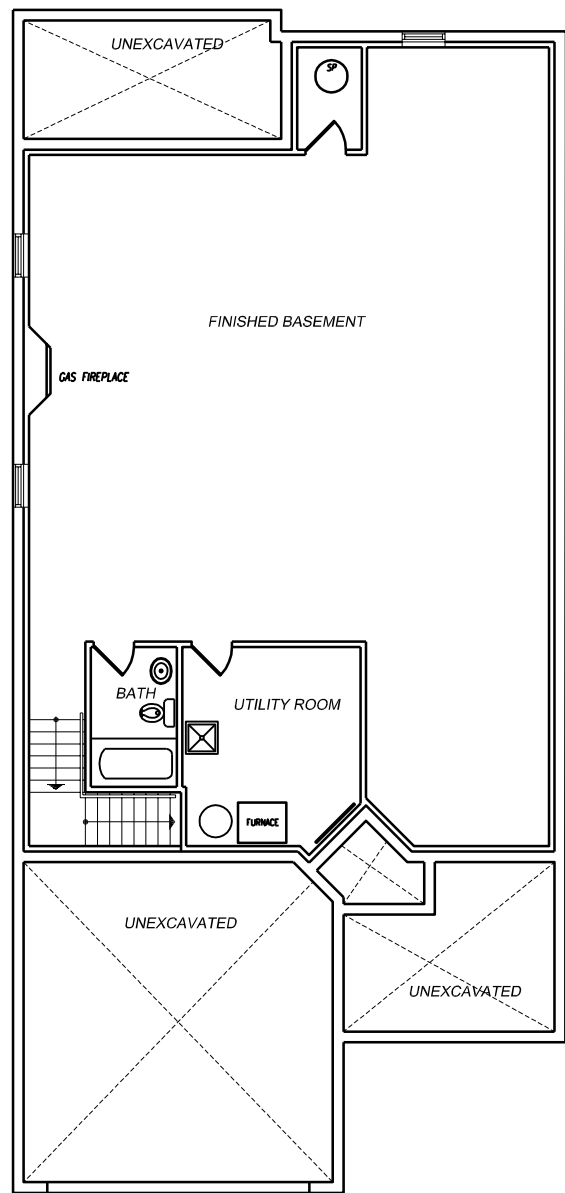 UNEXCAVATED
SP
FINISHED BASEMENT
GAS FIREPLACE
BATH
UTILITY ROOM
FURNACE
UNEXCAVATED
UNEXCAVATED